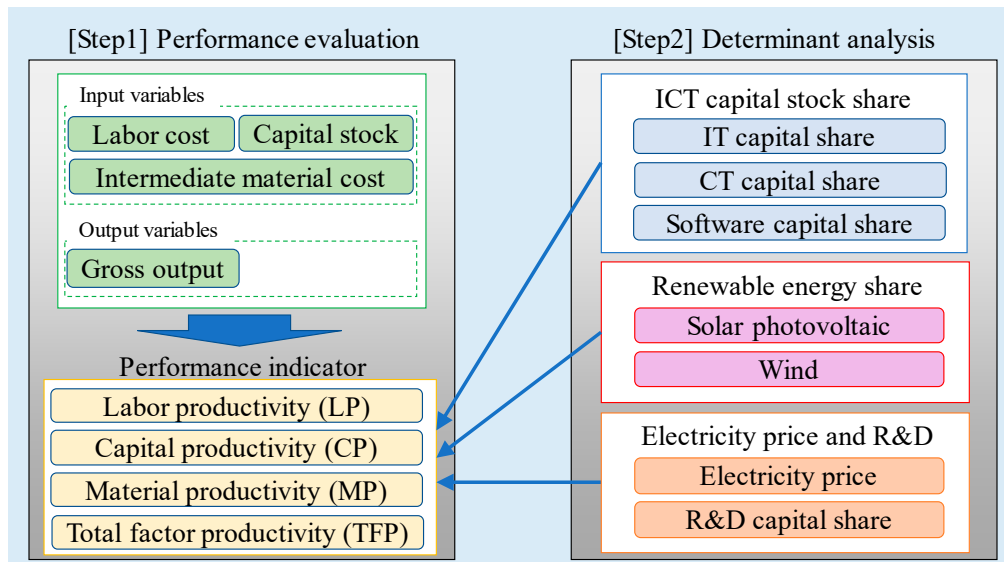 [Step1] Performance evaluation
Input variables
Labor cost
Capital stock
Intermediate material cost
Output variables
Gross output
Performance indicator
Labor productivity (LP)
Capital productivity (CP)
Material productivity (MP)
Total factor productivity (TFP)
[Step2] Determinant analysis
ICT capital stock share
IT capital share
CT capital share
Software capital share
Renewable energy share
Solar photovoltaic
Wind
Electricity price and R&D
Electricity price
R&D capital share